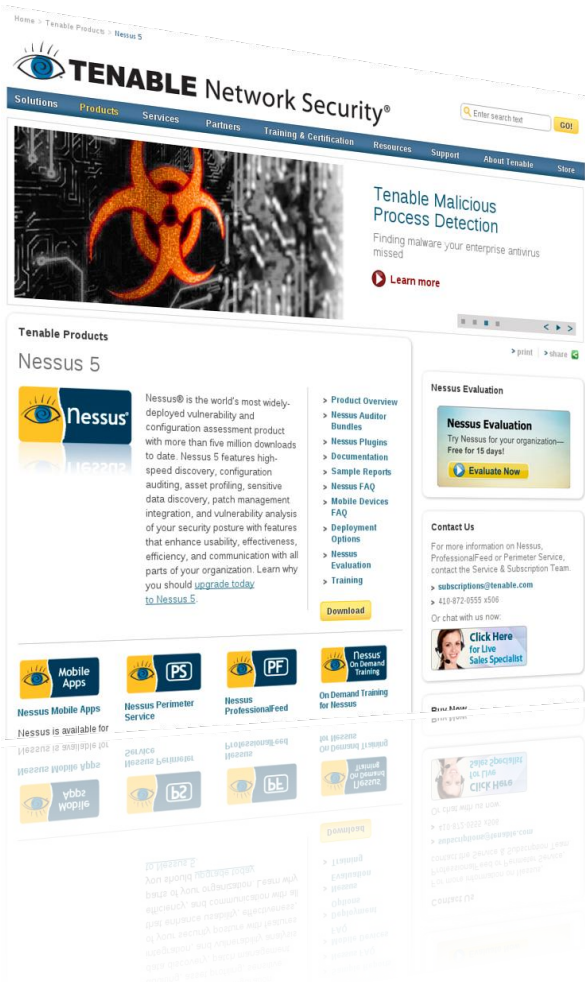 Home > Tenable Products > Nessus 5
TENABLE Network Security®
Enter search text
GO!
Solutions Products Services Partners Training & Certification Resources Support About Tenable Store
Tenable Malicious
Process Detection
Finding malware your enterprise antivirus
missed
Learn more
< >  >
> print > share
Tenable Products
Nessus 5
Nessus®
Nessus® is the world's most widely-
deployed vulnerability and
configuration assessment product
with more than five million downloads
to date. Nessus 5 features high-
speed discovery, configuration
auditing, asset profiling, sensitive
data discovery, patch management
integration, and vulnerability analysis
of your security posture with features
that enhance usability, effectiveness,
efficiency, and communication with all
parts of your organization. Learn why
you should upgrade today
to Nessus 5.
> Product Overview
> Nessus Auditor
Bundles
> Nessus Plugins
> Documentation
> Sample Reports
> Nessus FAQ
> Mobile Devices
FAQ
> Deployment
Options
> Nessus
Evaluation
> Training
Download
Nessus Evaluation
Nessus Evaluation
Try Nessus for your organization—
Free for 15 days!
Evaluate Now
Contact Us
For more information on Nessus,
ProfessionalFeed or Perimeter Service,
contact the Service & Subscription Team.
> subscriptions@tenable.com
> 410-872-0555 x506
Or chat with us now:
Click Here
for Live
Sales Specialist
Buy Now
Mobile
Apps
Nessus Mobile Apps
Nessus is available for
PS
Nessus Perimeter
Service
PF
Nessus
ProfessionalFeed
Nessus
On Demand
Training
On Demand Training
for Nessus